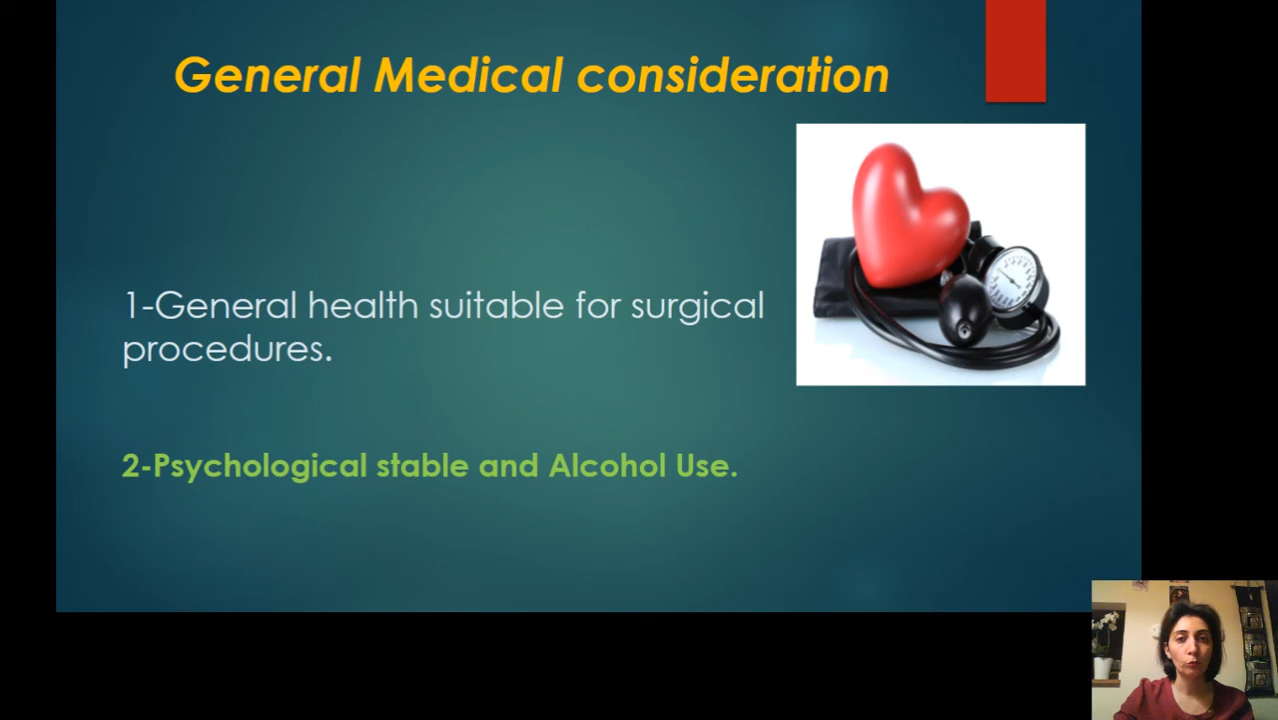 General Medical consideration
1-General health suitable for surgical
procedures.
2-Psychological stable and Alcohol Use.